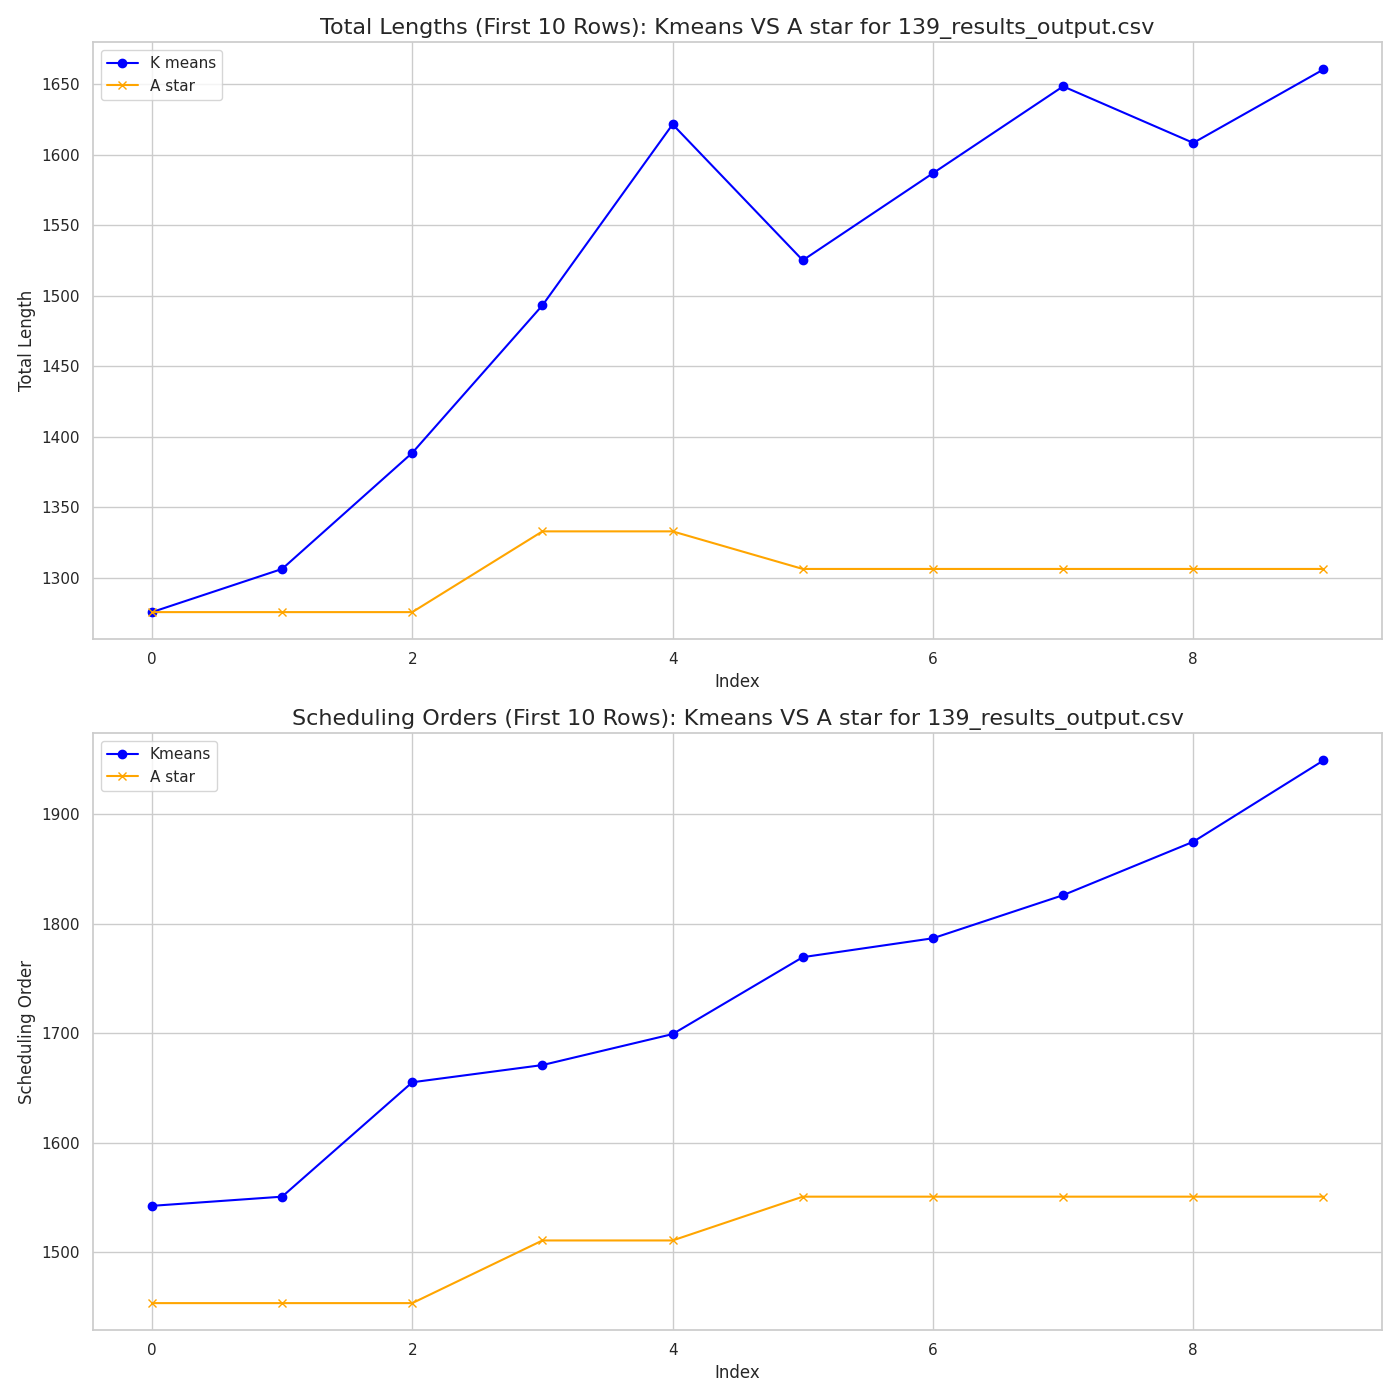 Total Lengths (First 10 Rows): Kmeans VS A star for 139_results_output.csv
K means
A star
1650
1600
1550
1500
1450
1400
1350
1300
Total Length
0 2 4 6 8
Index
Scheduling Orders (First 10 Rows): Kmeans VS A star for 139_results_output.csv
Kmeans
A star
1900
1800
1700
1600
1500
Scheduling Order
0 2 4 6 8
Index